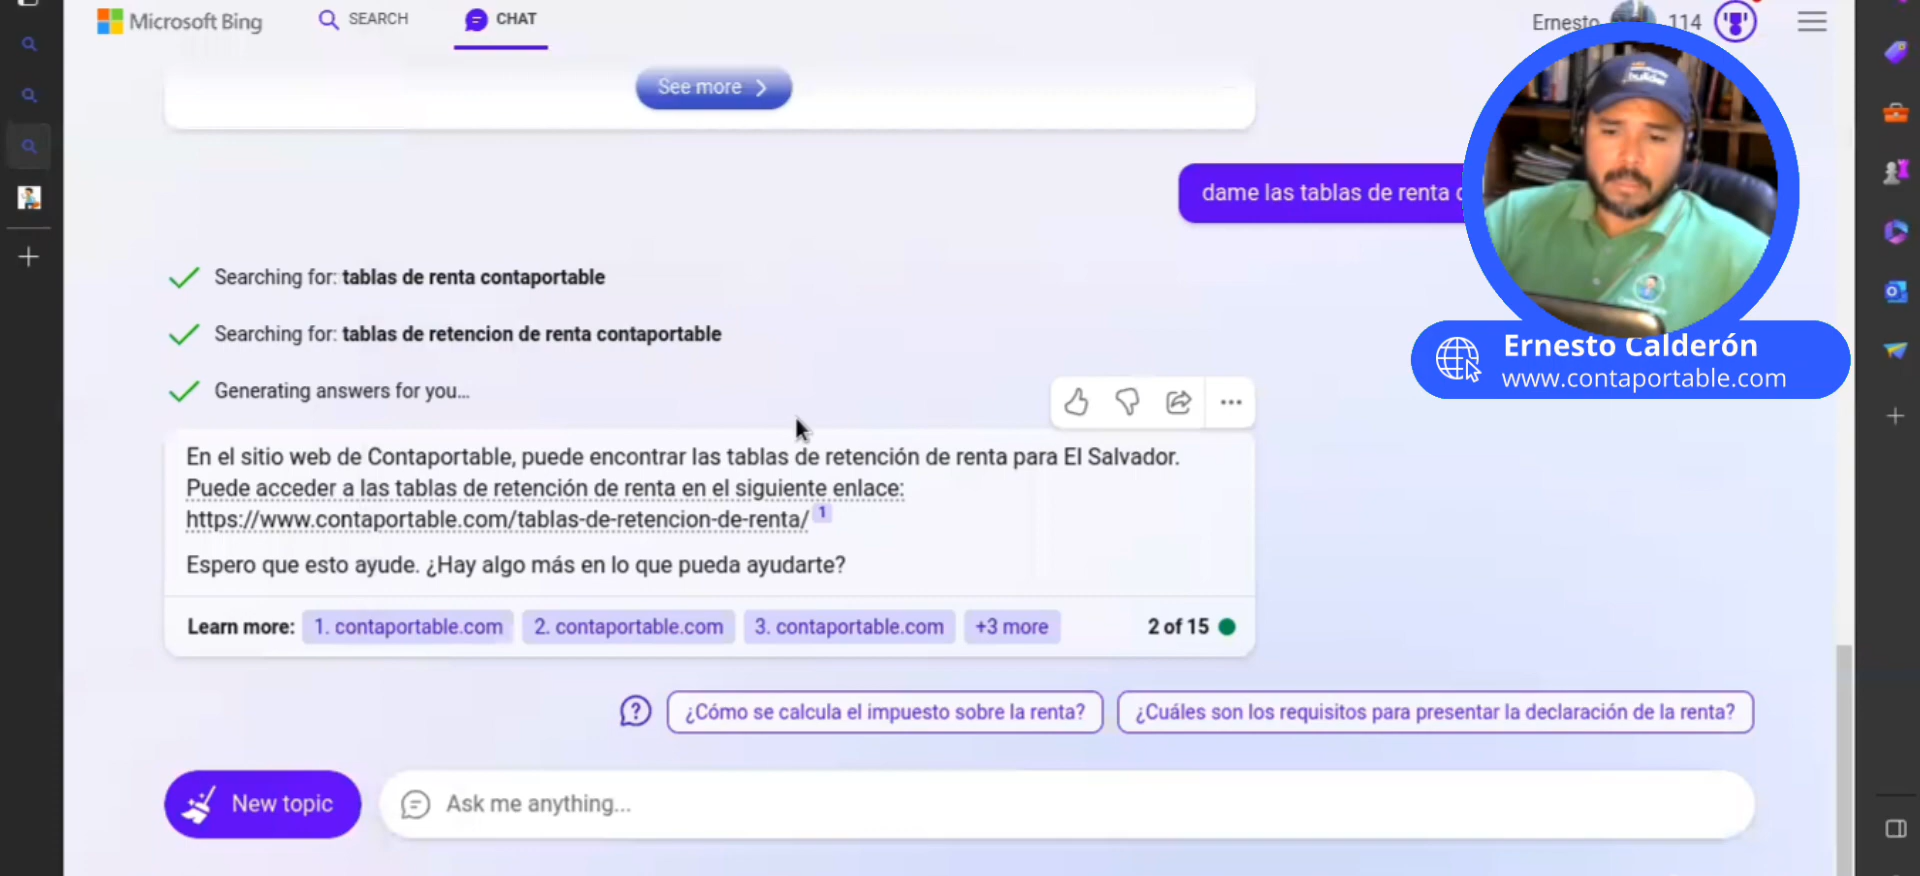 Microsoft Bing
SEARCH
CHAT
Ernesto
114
See more
dame las tablas de renta
Searching for: tablas de renta contaportable
Searching for: tablas de retencion de renta contaportable
Generating answers for you...
Ernesto Calderón
www.contaportable.com
En el sitio web de Contaportable, puede encontrar las tablas de retención de renta para El Salvador.
Puede acceder a las tablas de retención de renta en el siguiente enlace:
https://www.contaportable.com/tablas-de-retencion-de-renta/ 1
Espero que esto ayude. ¿Hay algo más en lo que pueda ayudarte?
Learn more: 1. contaportable.com 2. contaportable.com 3. contaportable.com +3 more 2 of 15
¿Cómo se calcula el impuesto sobre la renta? ¿Cuáles son los requisitos para presentar la declaración de la renta?
New topic
Ask me anything...